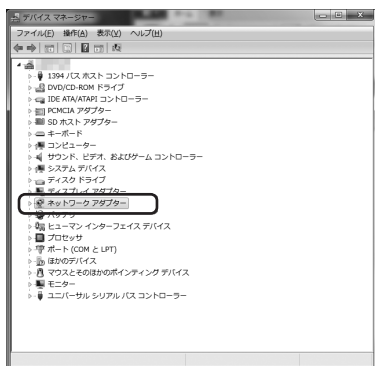 デバイス マネージャー
ファイル(F) 操作(A) 表示(V) ヘルプ(H)
1394 バス ホスト コントローラー
DVD/CD-ROM ドライブ
IDE ATA/ATAPI コントローラー
PCMCIA アダプター
SD ホスト アダプター
キーボード
コンピューター
サウンド、ビデオ、およびゲーム コントローラー
システム デバイス
ディスク ドライブ
ディスプレイ アダプター
ネットワーク アダプター
バッテリ
ヒューマン インターフェイス デバイス
プロセッサ
ポート (COM と LPT)
ほかのデバイス
マウスとそのほかのポインティング デバイス
モニター
ユニバーサル シリアル バス コントローラー